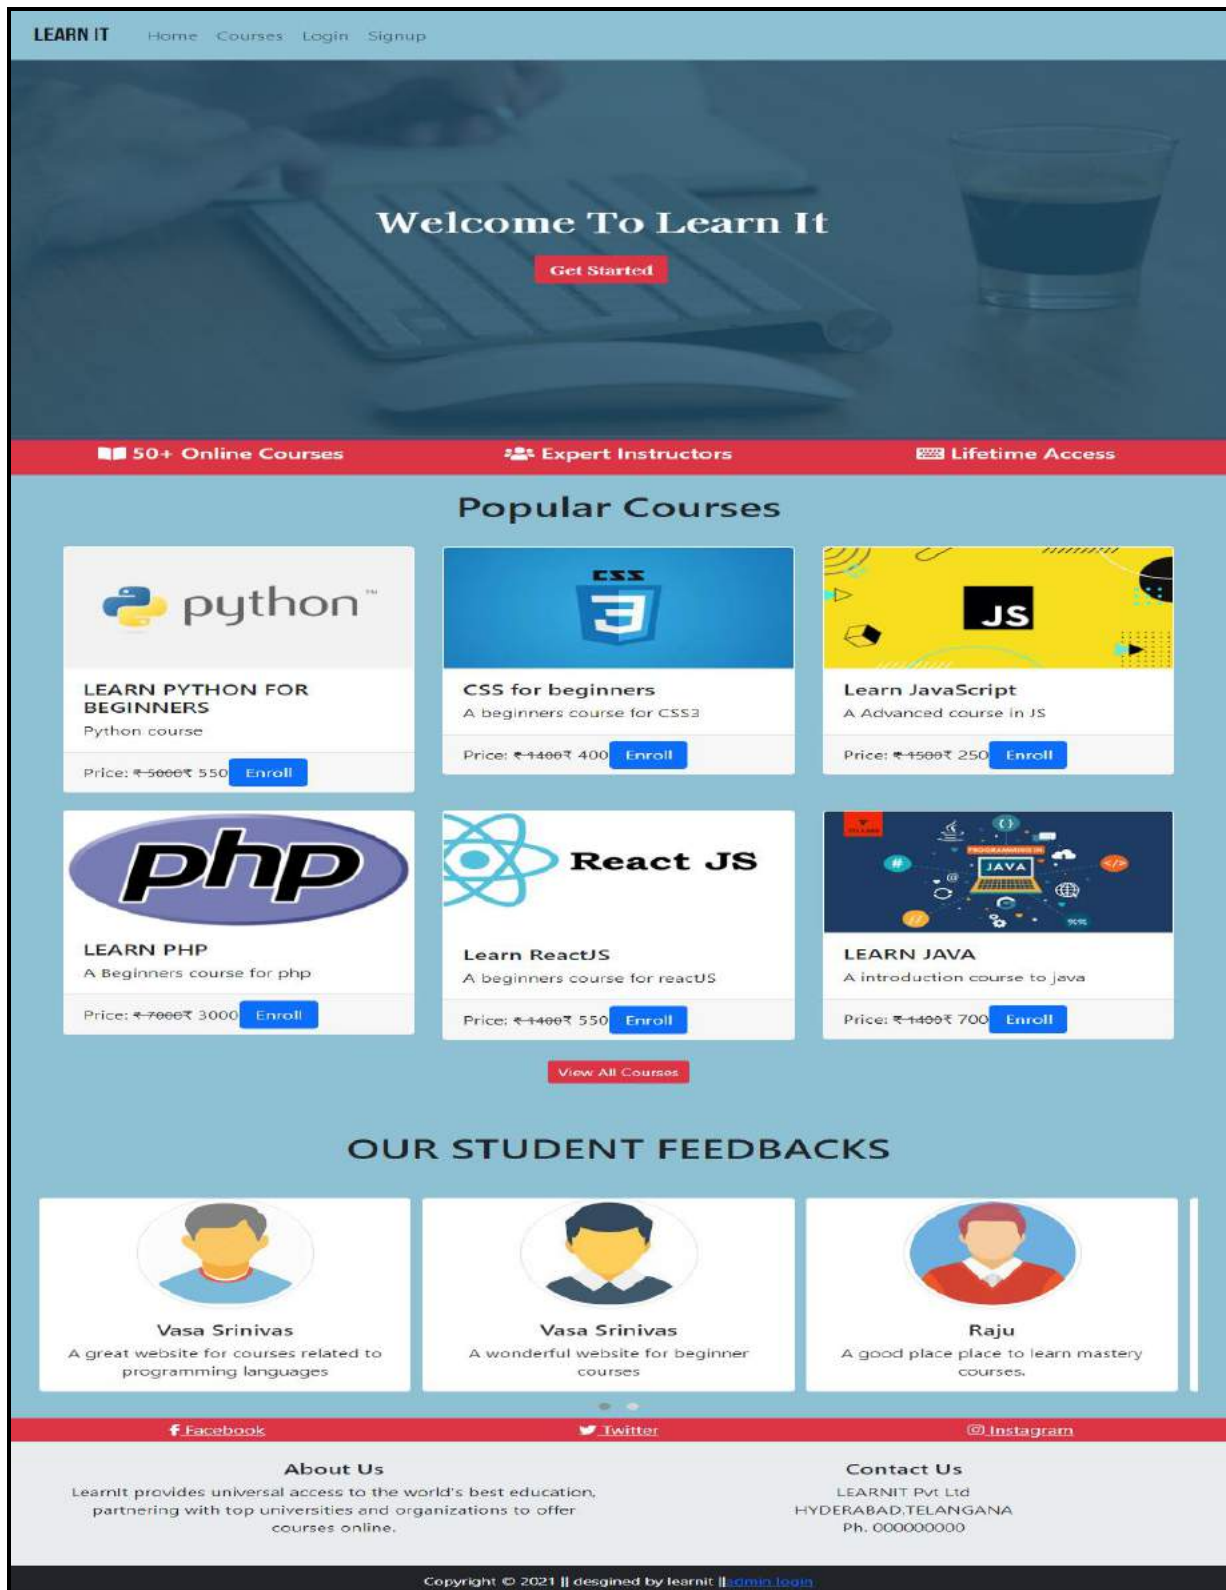 LEARN IT Home Courses Login Signup
Welcome To Learn It
Get Started
50+ Online Courses Expert Instructors Lifetime Access
Popular Courses
python™
LEARN PYTHON FOR
BEGINNERS
Python course
Price: ₹ 5000₹ 550 Enroll
CSS
3
CSS for beginners
A beginners course for CSS3
Price: ₹ 1400₹ 400 Enroll
JS
Learn JavaScript
A Advanced course in JS
Price: ₹ 1500₹ 250 Enroll
php
LEARN PHP
A Beginners course for php
Price: ₹ 7000₹ 3000 Enroll
React JS
Learn ReactJS
A beginners course for reactJS
Price: ₹ 1400₹ 550 Enroll
PROGRAMMING IN
JAVA
LEARN JAVA
A introduction course to java
Price: ₹ 1400₹ 700 Enroll
View All Courses
OUR STUDENT FEEDBACKS
Vasa Srinivas
A great website for courses related to
programming languages
Vasa Srinivas
A wonderful website for beginner
courses
Raju
A good place place to learn mastery
courses.
Facebook Twitter Instagram
About Us
LearnIt provides universal access to the world's best education,
partnering with top universities and organizations to offer
courses online.
Contact Us
LEARNIT Pvt Ltd
HYDERABAD,TELANGANA
Ph. 000000000
Copyright © 2021 || desgined by learnit ||admin login